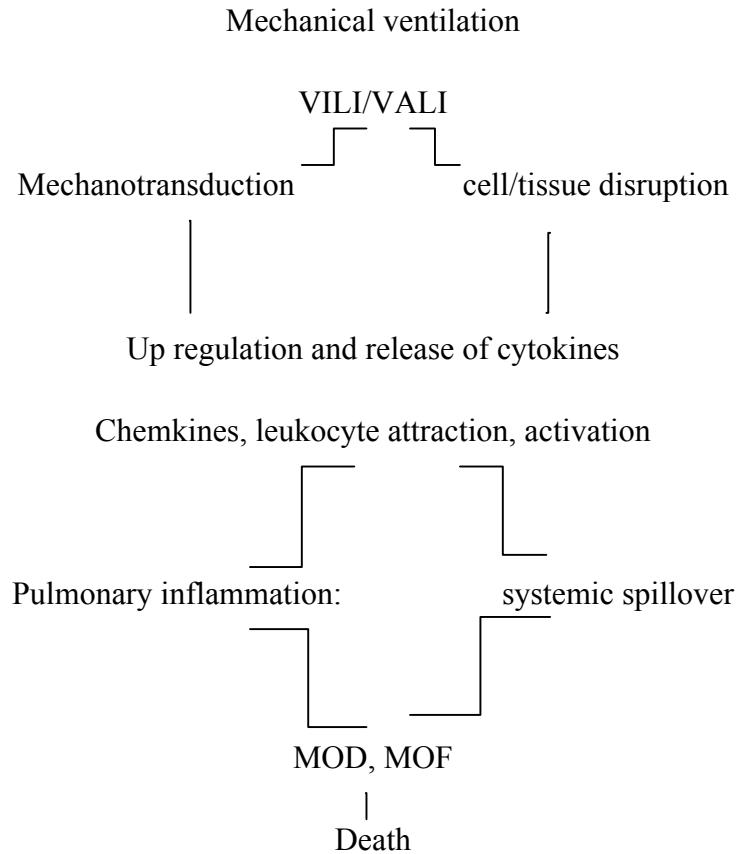 Mechanical ventilation
VILI/VALI
Mechanotransduction cell/tissue disruption
Up regulation and release of cytokines
Chemkines, leukocyte attraction, activation
Pulmonary inflammation: systemic spillover
MOD, MOF
Death